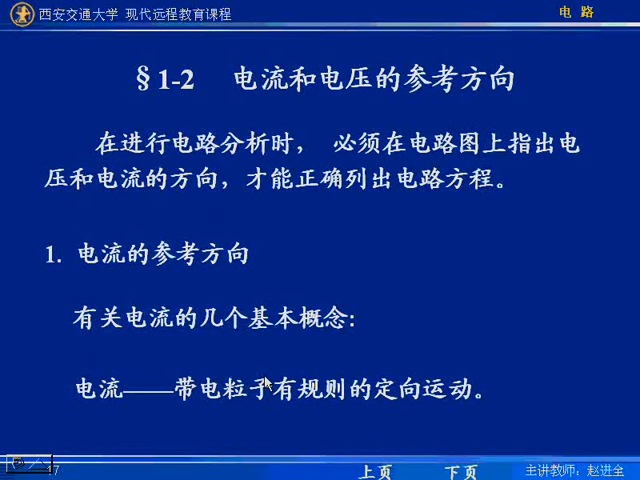 西安交通大学 现代远程教育课程
电 路
§1-2 电流和电压的参考方向
在进行电路分析时， 必须在电路图上指出电
压和电流的方向，才能正确列出电路方程。
1. 电流的参考方向
有关电流的几个基本概念:
电流——带电粒子有规则的定向运动。
上页 下页 主讲教师：赵进全